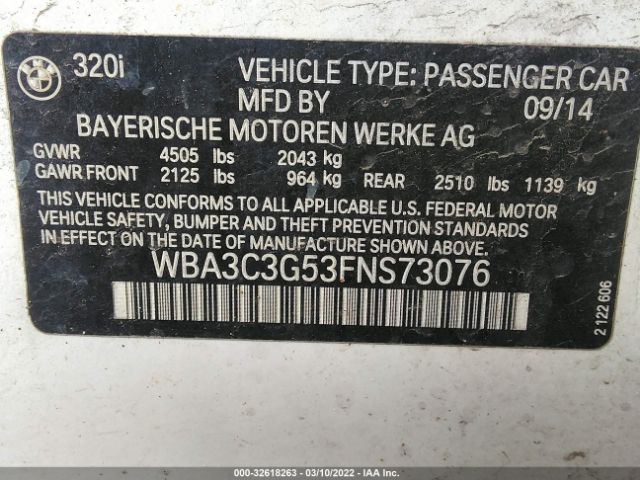 BMW
320i
VEHICLE TYPE: PASSENGER CAR
MFD BY 09/14
BAYERISCHE MOTOREN WERKE AG
GVWR 4505 lbs 2043 kg
GAWR FRONT 2125 lbs 964 kg REAR 2510 lbs 1139 kg
THIS VEHICLE CONFORMS TO ALL APPLICABLE U.S. FEDERAL MOTOR
VEHICLE SAFETY, BUMPER AND THEFT PREVENTION STANDARDS
IN EFFECT ON THE DATE OF MANUFACTURE SHOWN ABOVE.
WBA3C3G53FNS73076
2 122 606
000-32618263 - 03/10/2022 - IAA Inc.